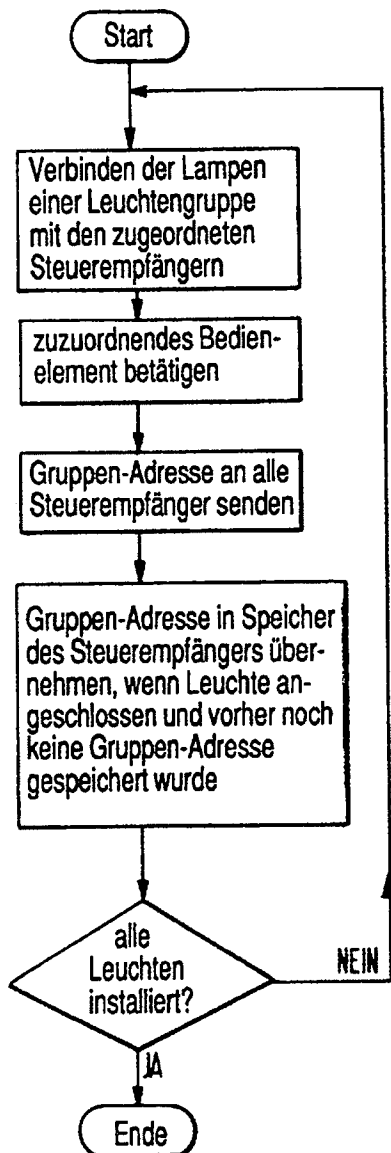 Start
Verbinden der Lampen
einer Leuchtengruppe
mit den zugeordneten
Steuerempfängern
zuzuordnendes Bedien-
element betätigen
Gruppen-Adresse an alle
Steuerempfänger senden
Gruppen-Adresse in Speicher
des Steuerempfängers über-
nehmen, wenn Leuchte an-
geschlossen und vorher noch
keine Gruppen-Adresse
gespeichert wurde
alle
Leuchten
installiert?
NEIN
JA
Ende